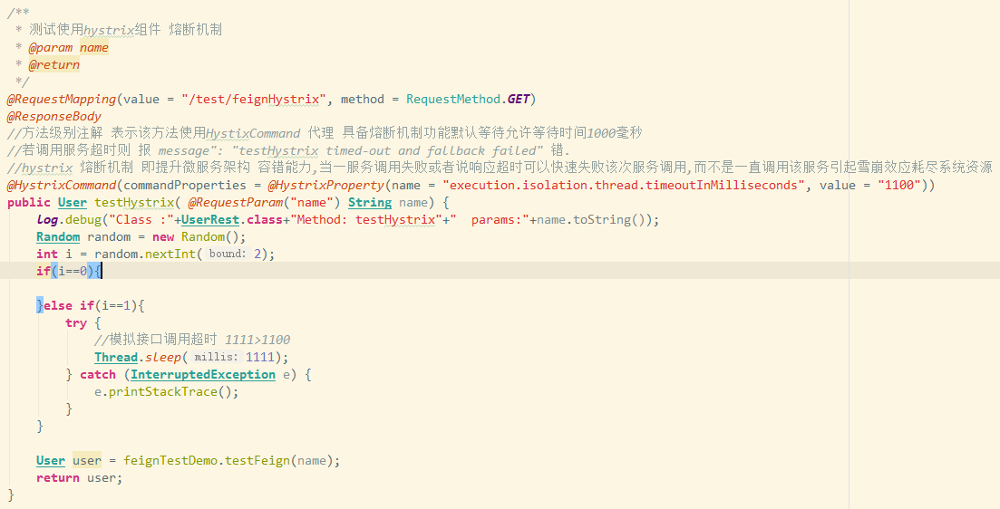 /**
 * 测试使用hystrix组件 熔断机制
 * @param name
 * @return
 */
@RequestMapping(value = "/test/feignHystrix", method = RequestMethod.GET)
@ResponseBody
//方法级别注解 表示该方法使用HystixCommand 代理 具备熔断机制功能默认等待允许等待时间1000毫秒
//若调用服务超时则 报 message": "testHystrix timed-out and fallback failed" 错.
//hystrix 熔断机制 即提升微服务架构 容错能力,当一服务调用失败或者说响应超时可以快速失败该次服务调用,而不是一直调用该服务引起雪崩效应耗尽系统资源
@HystrixCommand(commandProperties = @HystrixProperty(name = "execution.isolation.thread.timeoutInMilliseconds", value = "1100"))
public User testHystrix( @RequestParam("name") String name) {
    log.debug("Class :"+UserRest.class+"Method: testHystrix"+"  params:"+name.toString());
    Random random = new Random();
    int i = random.nextInt( bound: 2);
    if(i==0){
    }else if(i==1){
        try {
            //模拟接口调用超时 1111>1100
            Thread.sleep( millis: 1111);
        } catch (InterruptedException e) {
            e.printStackTrace();
        }
    }
    User user = feignTestDemo.testFeign(name);
    return user;
}